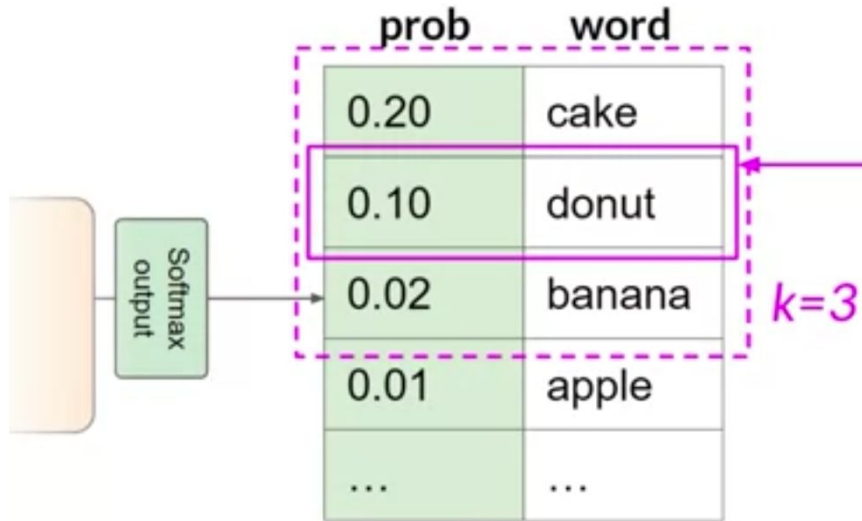 prob word
0.20 cake
0.10 donut
Softmax
output
0.02 banana
k=3
0.01 apple
... ...